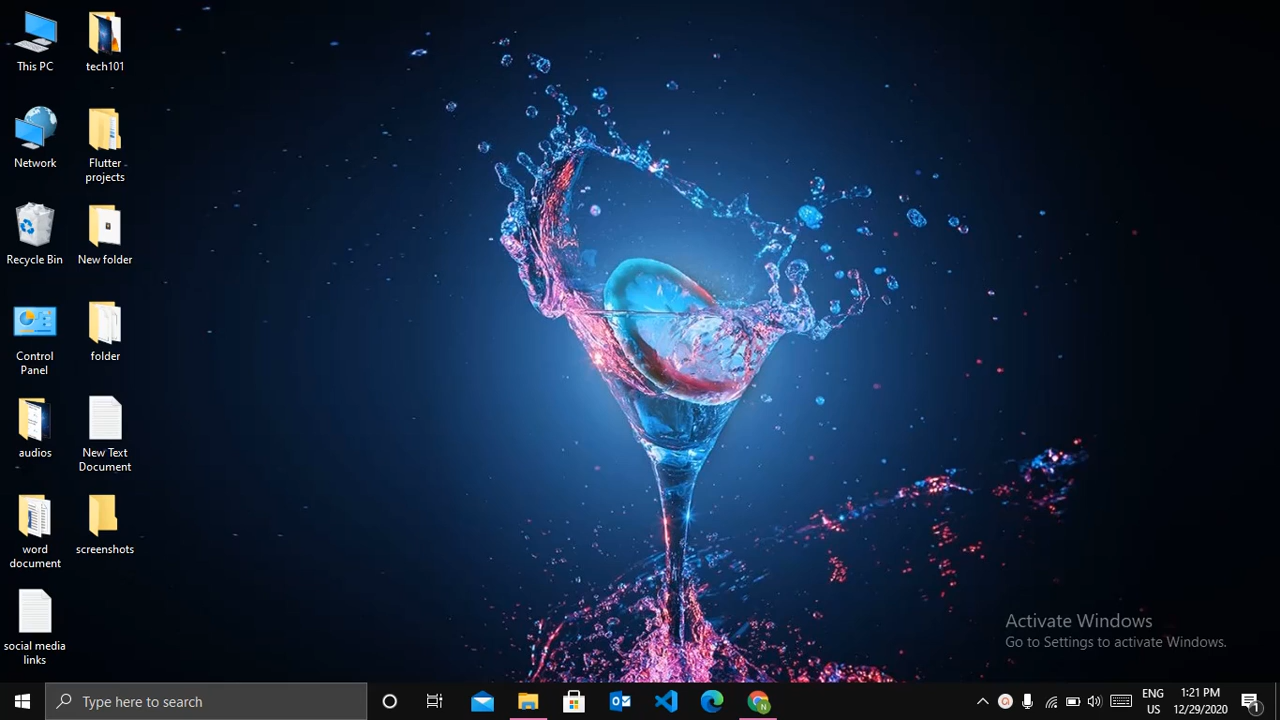 This PC
tech101
Network
Flutter
projects
Recycle Bin
New folder
Control
Panel
folder
audios
New Text
Document
word
document
screenshots
social media
links
Activate Windows
Go to Settings to activate Windows.
Type here to search
N
ENG
US
1:21 PM
12/29/2020
1